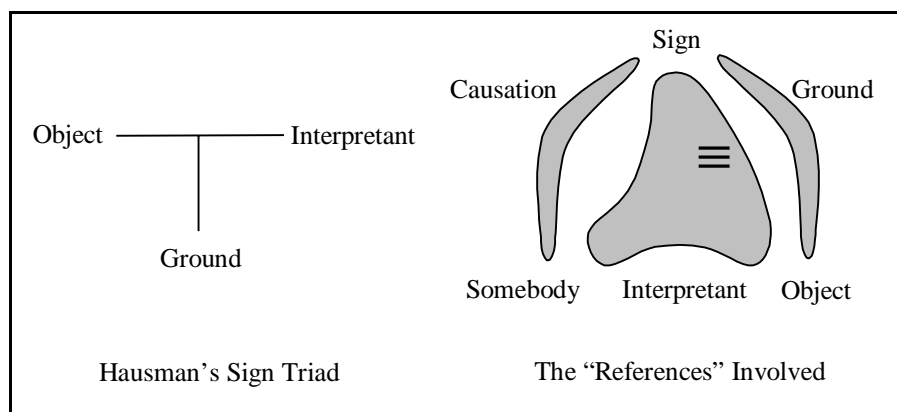 Sign
Causation Ground
Object Interpretant
Ground
Somebody Interpretant Object
Hausman’s Sign Triad The “References” Involved